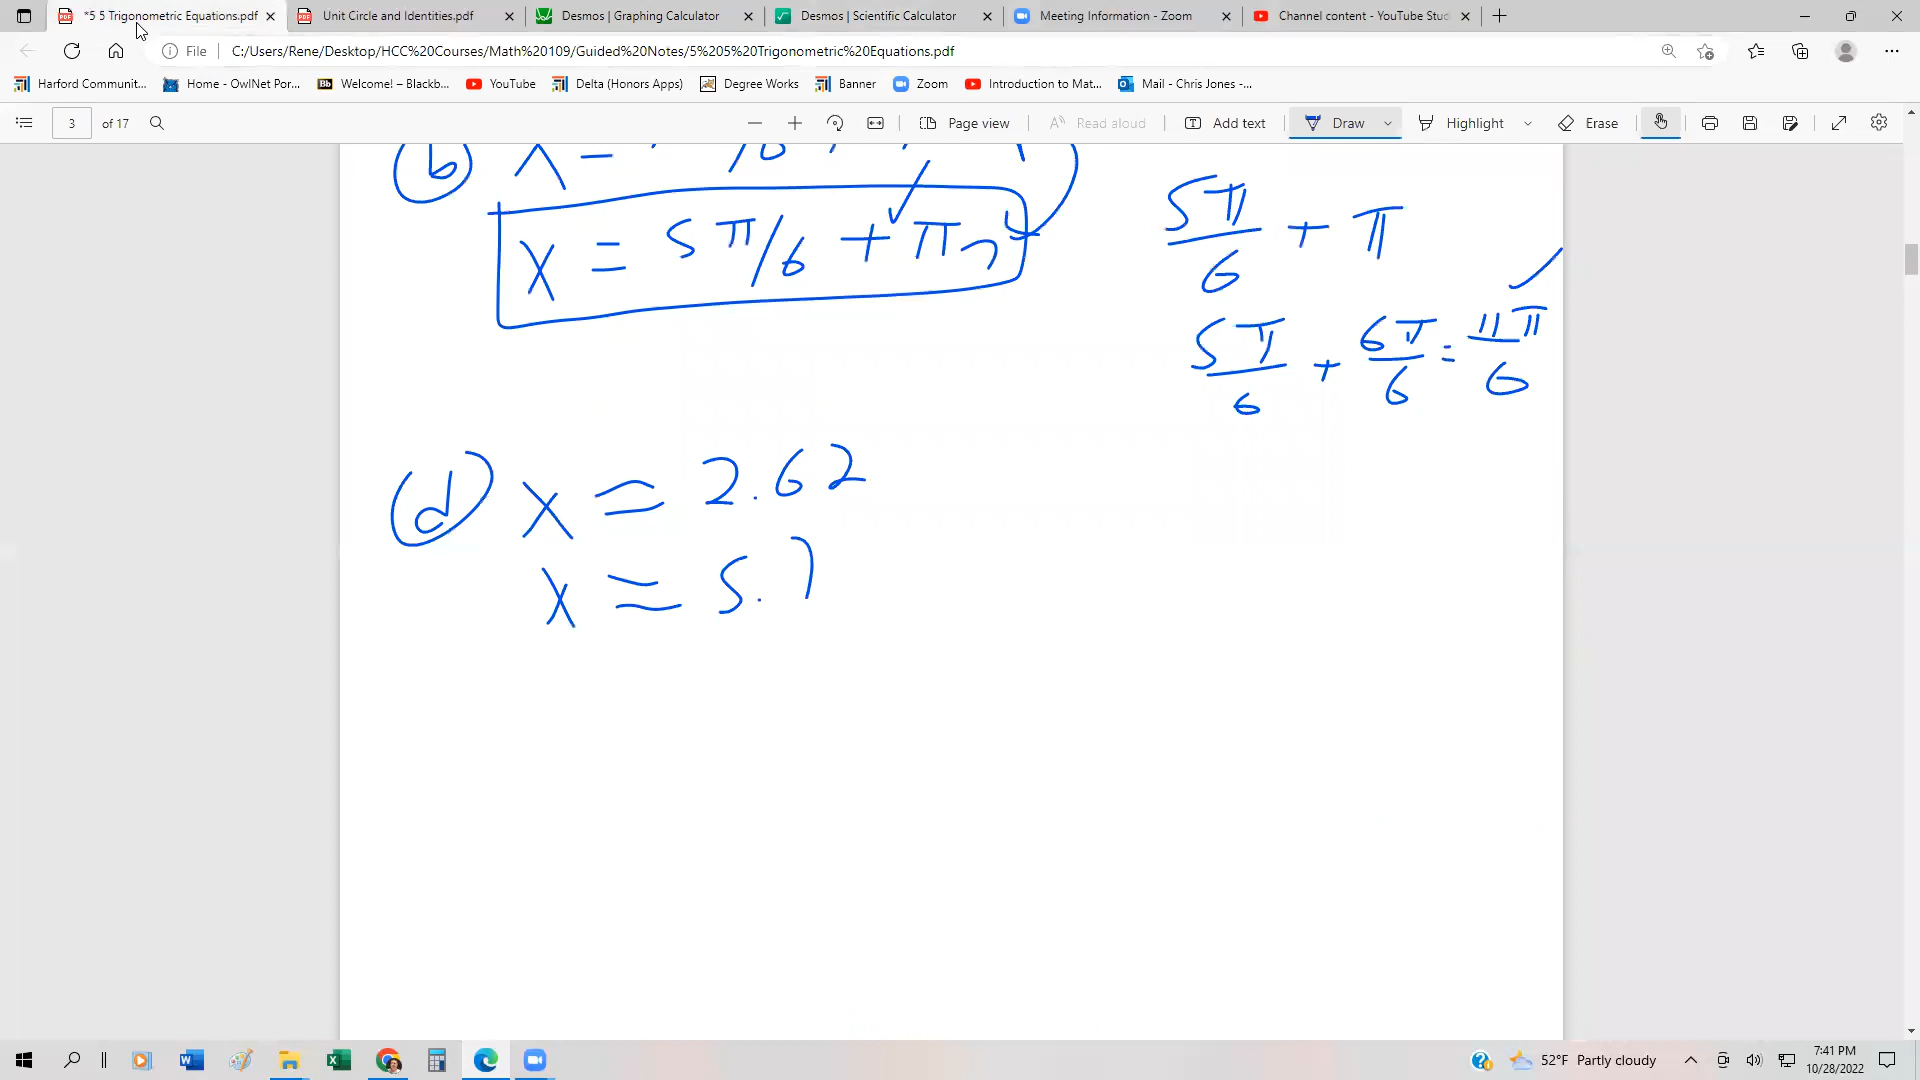 *5 5 Trigonometric Equations.pdf
Unit Circle and Identities.pdf
Desmos | Graphing Calculator
Desmos | Scientific Calculator
Meeting Information - Zoom
Channel content - YouTube Stud
File
C:/Users/Rene/Desktop/HCC%20Courses/Math%20109/Guided%20Notes/5%205%20Trigonometric%20Equations.pdf
Harford Communit...
Home - OwlNet Por...
Bb Welcome! – Blackb...
YouTube
Delta (Honors Apps)
Degree Works
Banner
Zoom
Introduction to Mat...
Mail - Chris Jones -...
3 of 17
Page view
Read aloud
Add text
Draw
Highlight
Erase
(b)
x = 5π/6 + πn
5π/6 + π
5π/6 + 6π/6 = 11π/6
(d) x ≈ 2.62
x ≈ 5.7
52°F Partly cloudy
7:41 PM
10/28/2022